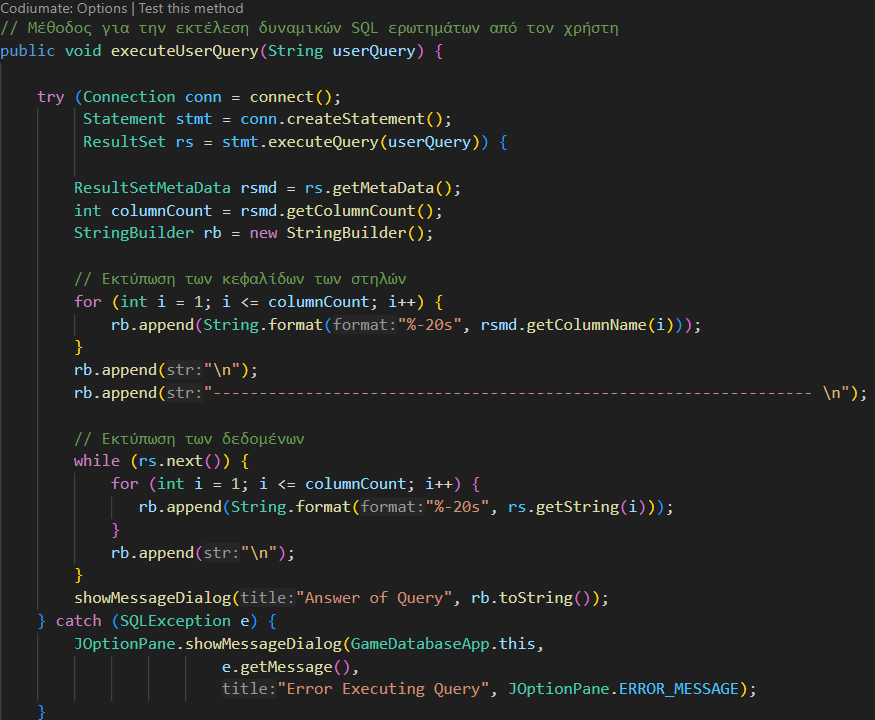 Codiumate: Options | Test this method
// Μέθοδος για την εκτέλεση δυναμικών SQL ερωτημάτων από τον χρήστη
public void executeUserQuery(String userQuery) {
try (Connection conn = connect();
Statement stmt = conn.createStatement();
ResultSet rs = stmt.executeQuery(userQuery)) {
ResultSetMetaData rsmd = rs.getMetaData();
int columnCount = rsmd.getColumnCount();
StringBuilder rb = new StringBuilder();
// Εκτύπωση των κεφαλίδων των στηλών
for (int i = 1; i <= columnCount; i++) {
rb.append(String.format(format:"%-20s", rsmd.getColumnName(i)));
}
rb.append(str:"\n");
rb.append(str:"----------------------------------------------------------------- \n");
// Εκτύπωση των δεδομένων
while (rs.next()) {
for (int i = 1; i <= columnCount; i++) {
rb.append(String.format(format:"%-20s", rs.getString(i)));
}
rb.append(str:"\n");
}
showMessageDialog(title:"Answer of Query", rb.toString());
} catch (SQLException e) {
JOptionPane.showMessageDialog(GameDatabaseApp.this,
e.getMessage(),
title:"Error Executing Query", JOptionPane.ERROR_MESSAGE);
}